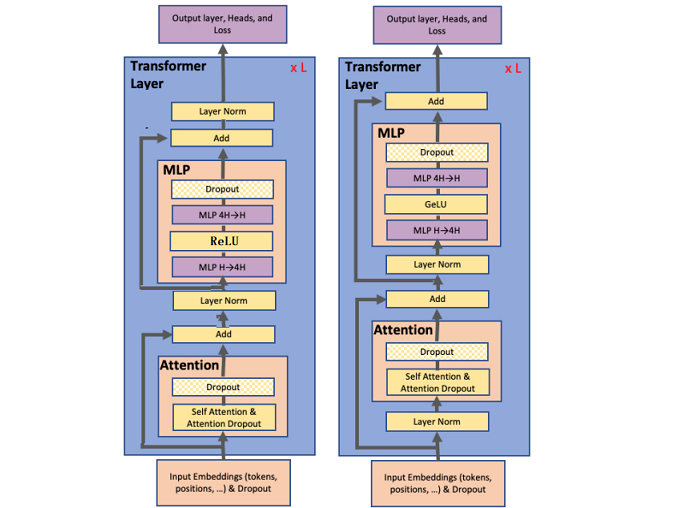 Output layer, Heads, and
Loss
Transformer
Layer
x L
Layer Norm
Add
MLP
Dropout
MLP 4H→H
ReLU
MLP H→4H
Layer Norm
Add
Attention
Dropout
Self Attention &
Attention Dropout
Input Embeddings (tokens,
positions, ...) & Dropout
Output layer, Heads, and
Loss
Transformer
Layer
x L
Add
MLP
Dropout
MLP 4H→H
GeLU
MLP H→4H
Layer Norm
Add
Attention
Dropout
Self Attention &
Attention Dropout
Layer Norm
Input Embeddings (tokens,
positions, ...) & Dropout